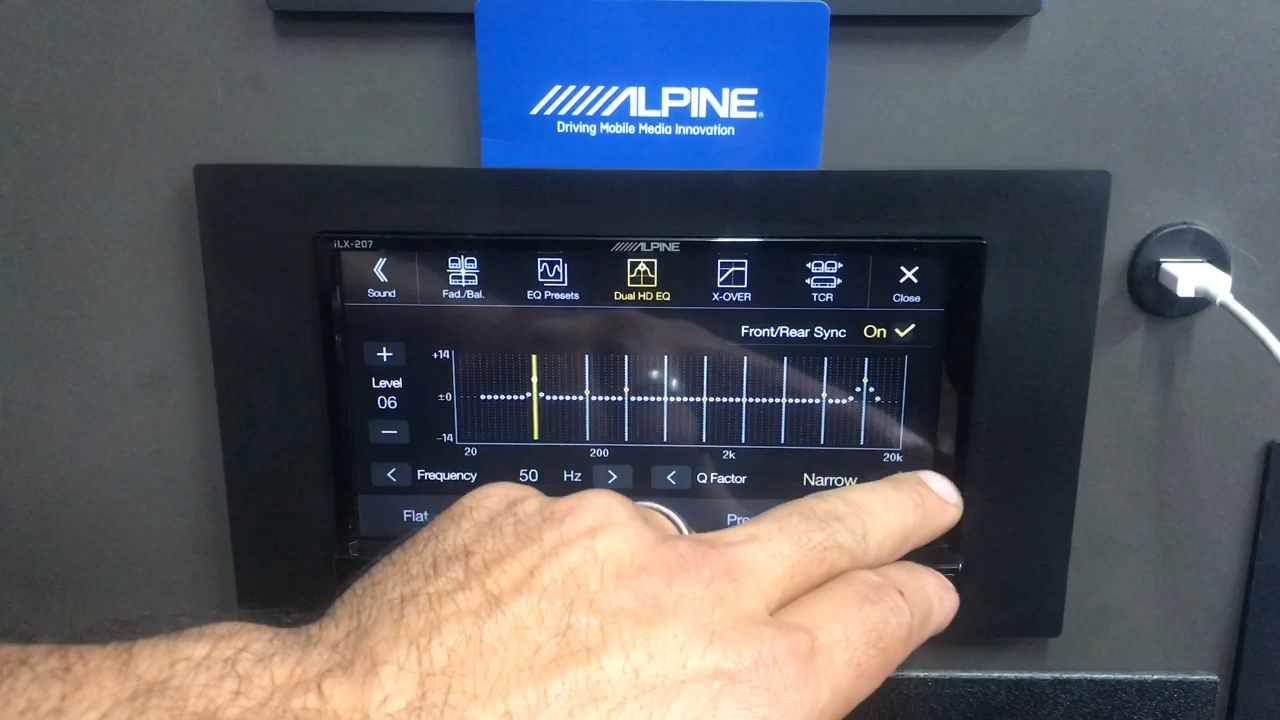 ALPINE
Driving Mobile Media Innovation
iLX-207
ALPINE
Sound
Fad./Bal.
EQ Presets
Dual HD EQ
X-OVER
TCR
Close
Front/Rear Sync On
+14
Level
06
±0
-14
20 200 2k 20k
Frequency 50 Hz
Q Factor Narrow
Flat